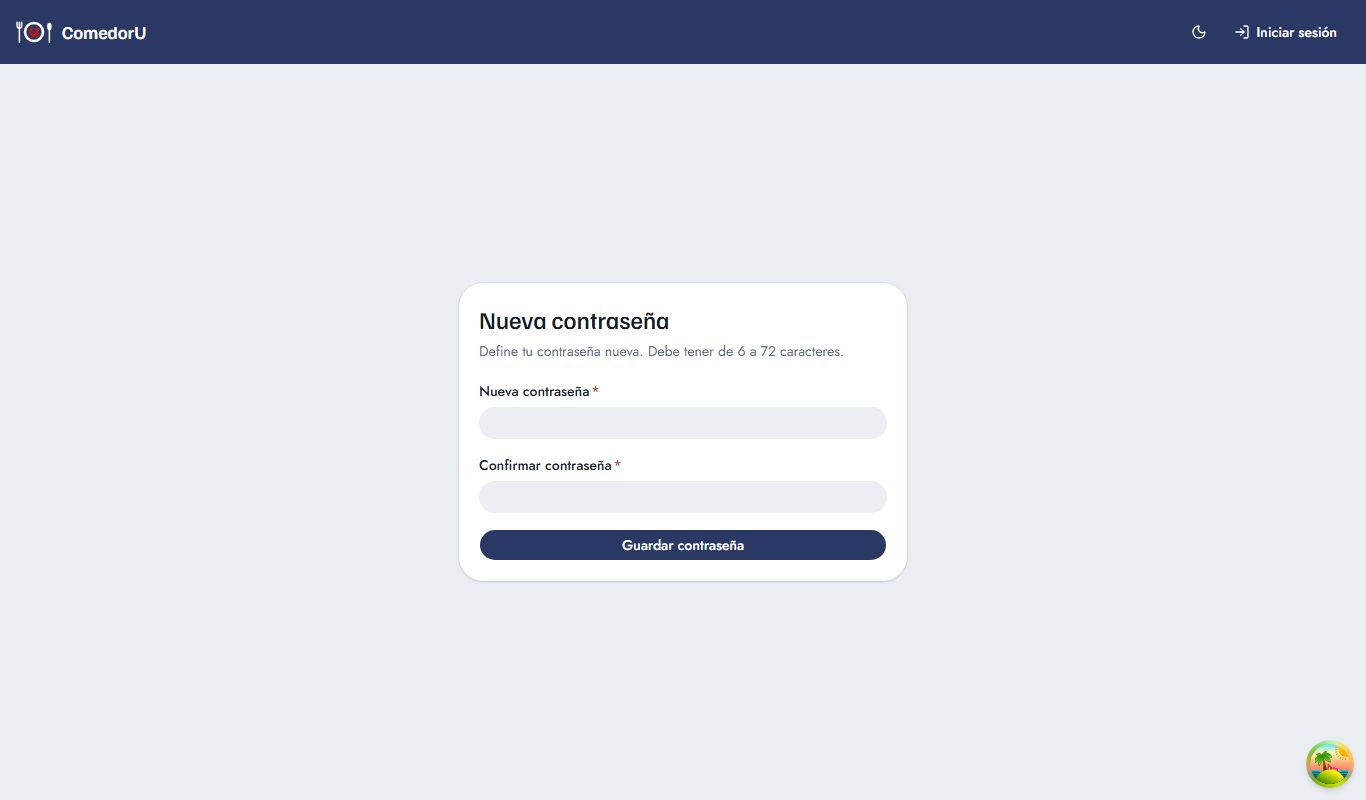 ComedorU
Iniciar sesión
Nueva contraseña
Define tu contraseña nueva. Debe tener de 6 a 72 caracteres.
Nueva contraseña *
Confirmar contraseña *
Guardar contraseña